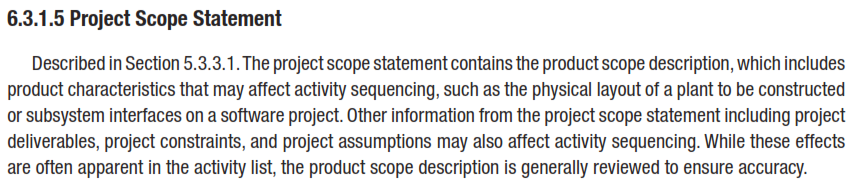 6.3.1.5 Project Scope Statement
Described in Section 5.3.3.1. The project scope statement contains the product scope description, which includes
product characteristics that may affect activity sequencing, such as the physical layout of a plant to be constructed
or subsystem interfaces on a software project. Other information from the project scope statement including project
deliverables, project constraints, and project assumptions may also affect activity sequencing. While these effects
are often apparent in the activity list, the product scope description is generally reviewed to ensure accuracy.